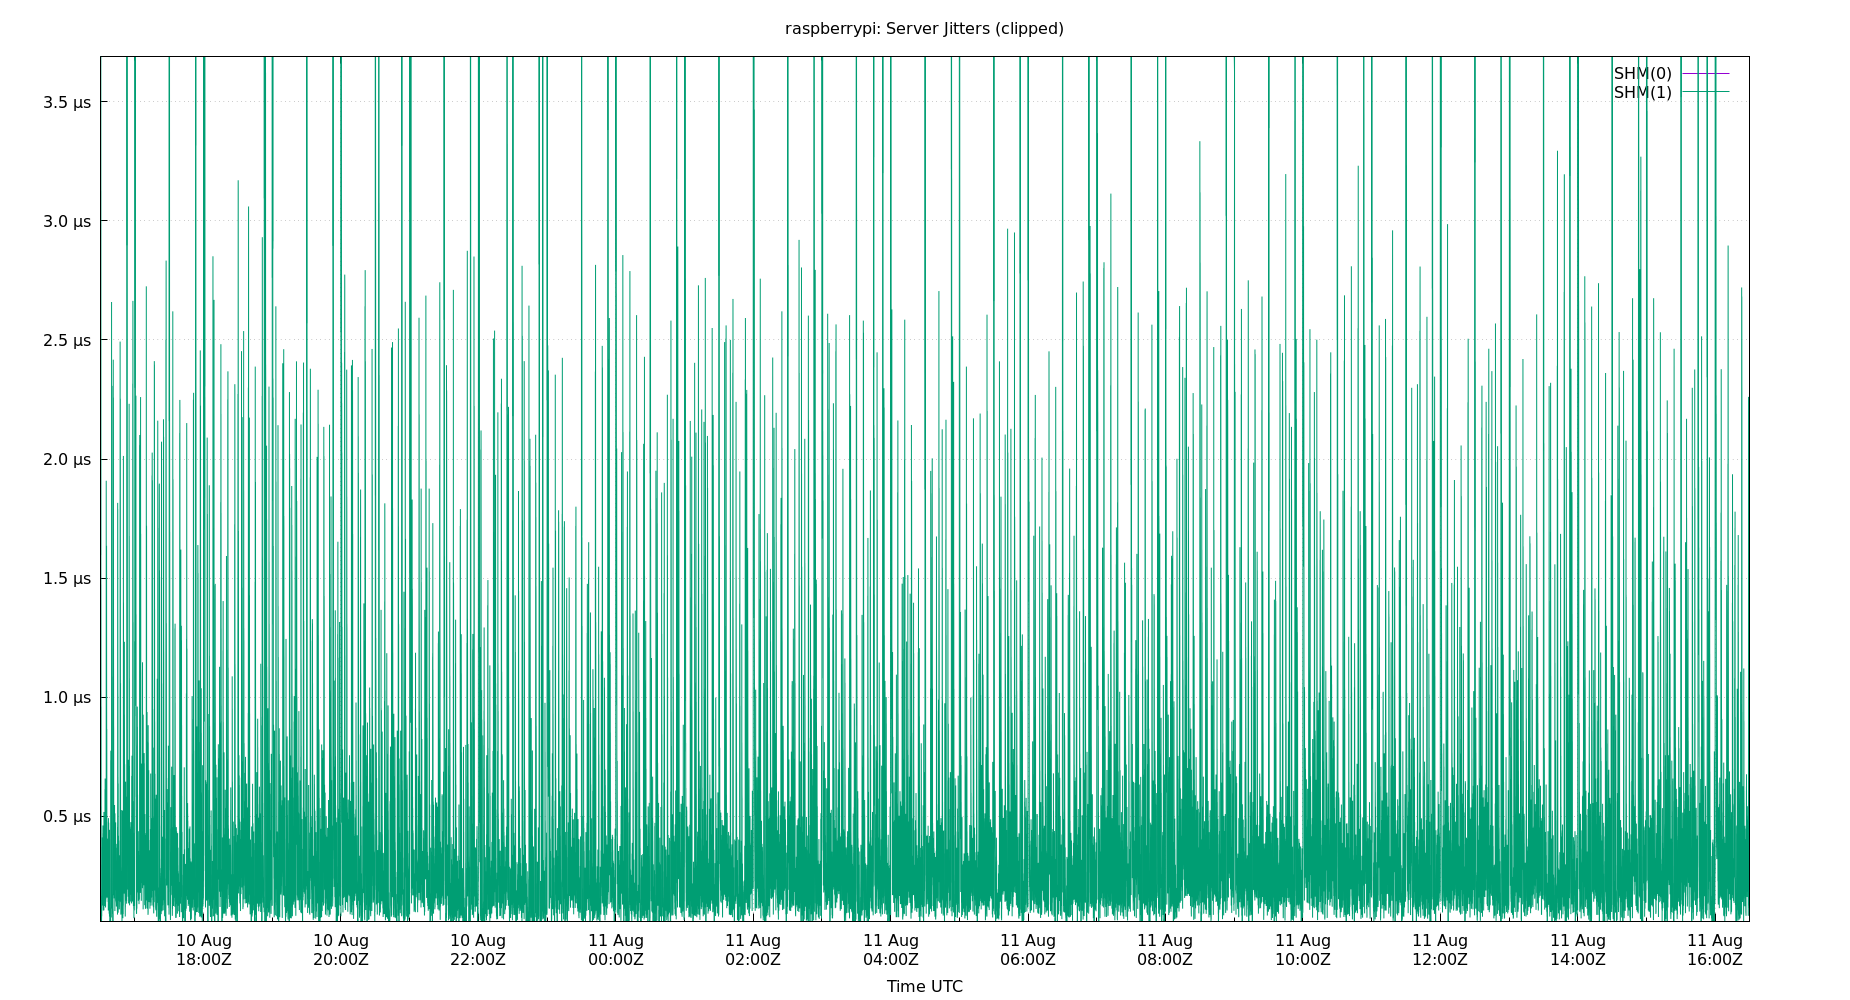 raspberrypi: Server Jitters (clipped)
SHM(0)
SHM(1)
3.5 µs
3.0 µs
2.5 µs
2.0 µs
1.5 µs
1.0 µs
0.5 µs
10 Aug 10 Aug 10 Aug 11 Aug 11 Aug 11 Aug 11 Aug 11 Aug 11 Aug 11 Aug 11 Aug 11 Aug
18:00Z 20:00Z 22:00Z 00:00Z 02:00Z 04:00Z 06:00Z 08:00Z 10:00Z 12:00Z 14:00Z 16:00Z
Time UTC